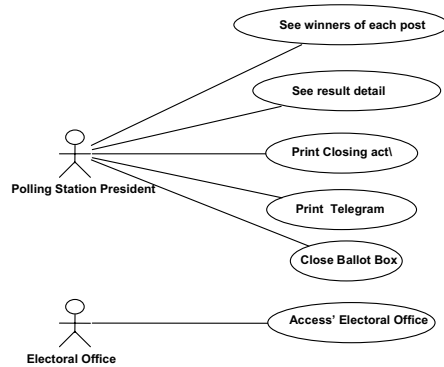 See winners of each post
See result detail
Print Closing act\
Polling Station President
Print Telegram
Close Ballot Box
Access’ Electoral Office
Electoral Office